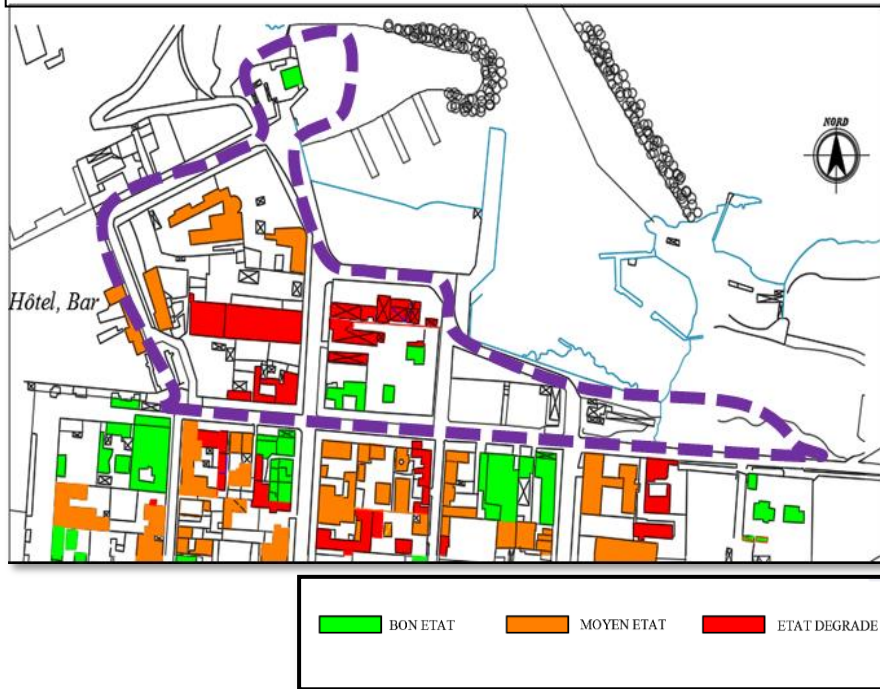 NORD
Hôtel, Bar
BON ETAT
MOYEN ETAT
ETAT DEGRADE